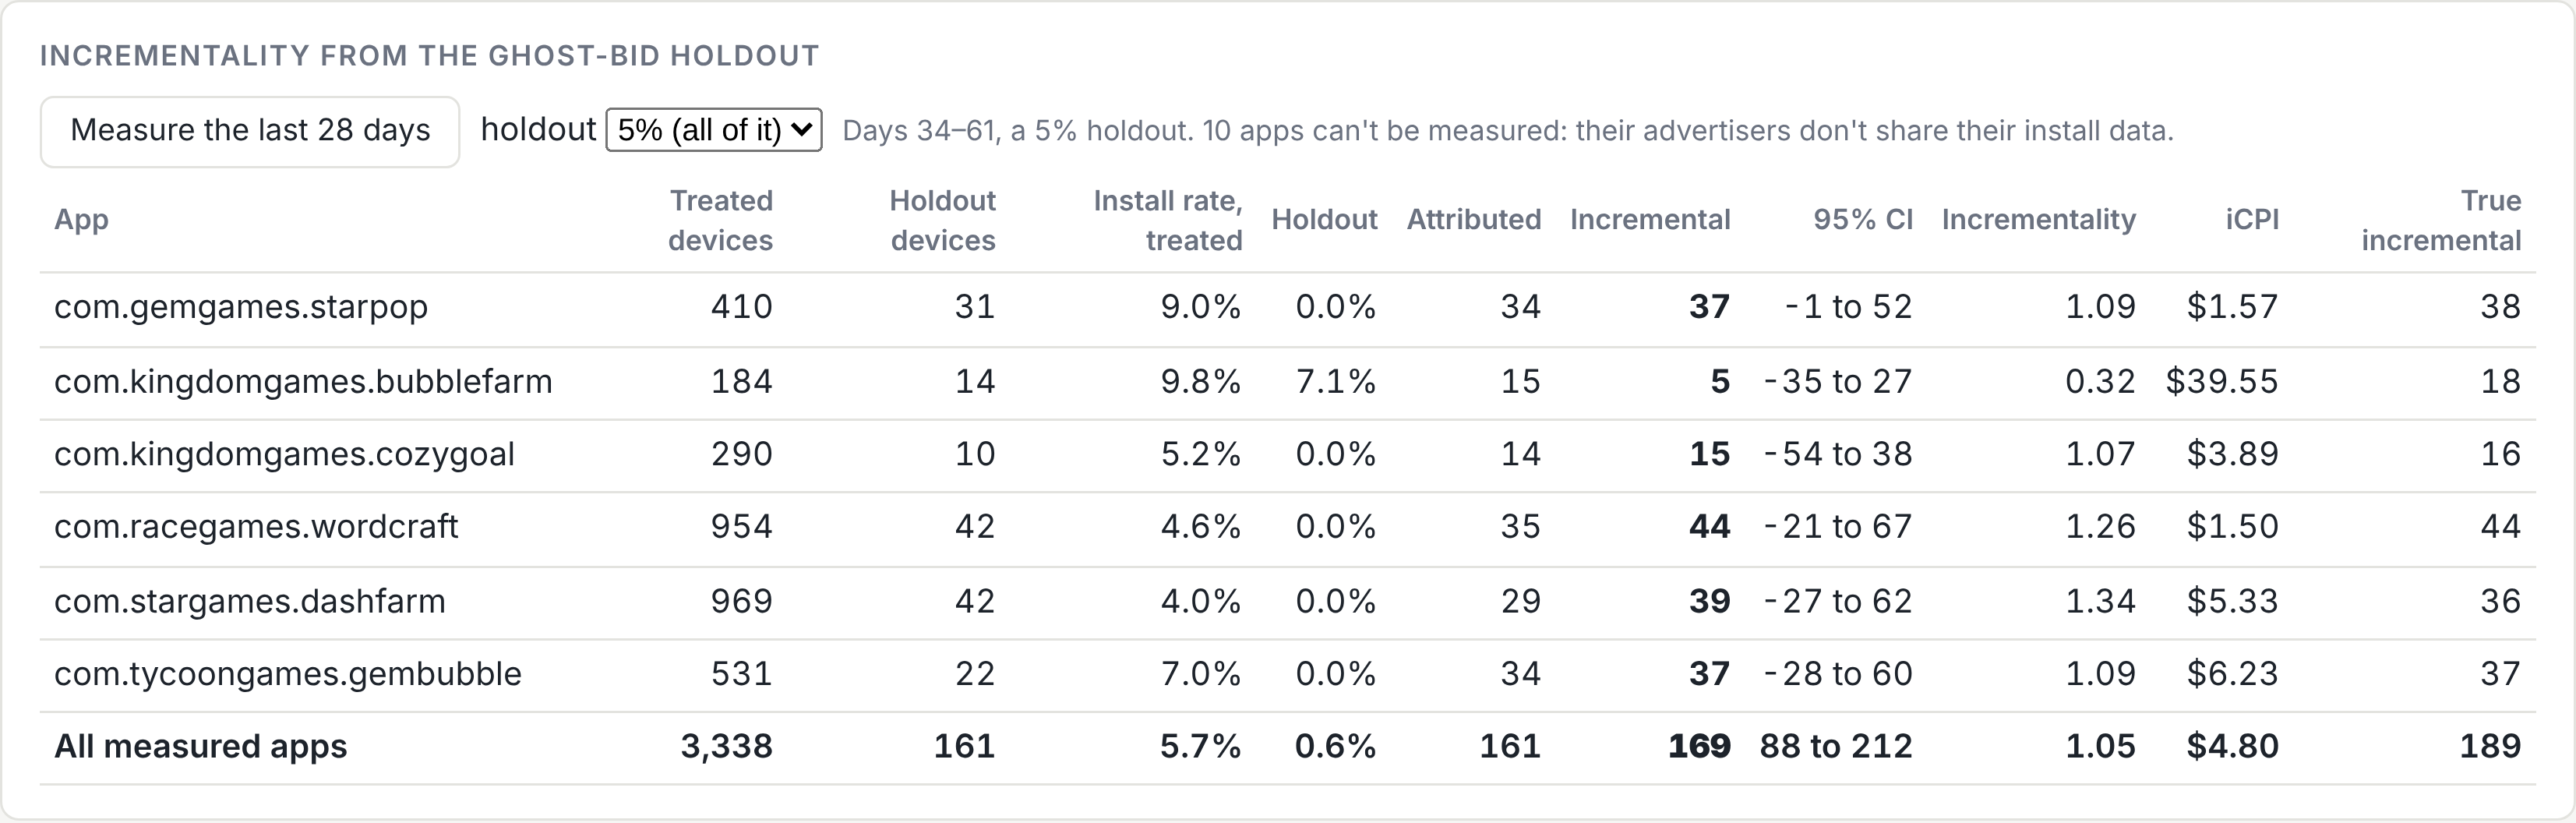 INCREMENTALITY FROM THE GHOST-BID HOLDOUT
Measure the last 28 days holdout 5% (all of it) Days 34–61, a 5% holdout. 10 apps can't be measured: their advertisers don't share their install data.
App Treated devices Holdout devices Install rate, treated Holdout Attributed Incremental 95% CI Incrementality iCPI True incremental
com.gemgames.starpop 410 31 9.0% 0.0% 34 37 -1 to 52 1.09 $1.57 38
com.kingdomgames.bubblefarm 184 14 9.8% 7.1% 15 5 -35 to 27 0.32 $39.55 18
com.kingdomgames.cozygoal 290 10 5.2% 0.0% 14 15 -54 to 38 1.07 $3.89 16
com.racegames.wordcraft 954 42 4.6% 0.0% 35 44 -21 to 67 1.26 $1.50 44
com.stargames.dashfarm 969 42 4.0% 0.0% 29 39 -27 to 62 1.34 $5.33 36
com.tycoongames.gembubble 531 22 7.0% 0.0% 34 37 -28 to 60 1.09 $6.23 37
All measured apps 3,338 161 5.7% 0.6% 161 169 88 to 212 1.05 $4.80 189